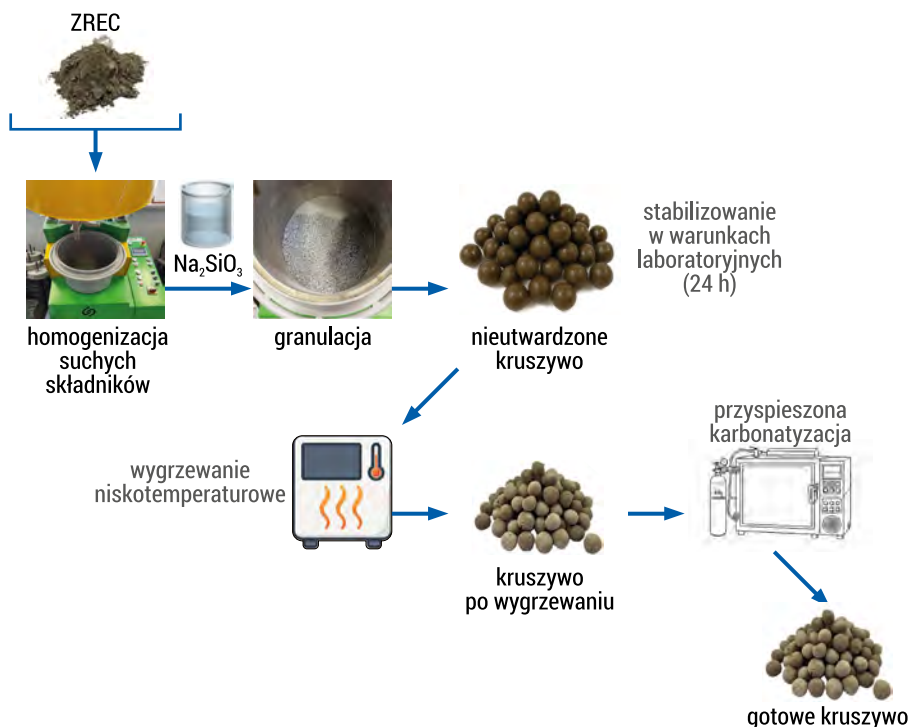 ZREC
Na₂SiO₃
homogenizacja
suchych
składników
granulacja
nieutwardzone
kruszywo
stabilizowanie
w warunkach
laboratoryjnych
(24 h)
wygrzewanie
niskotemperaturowe
kruszywo
po wygrzewaniu
przyspieszona
karbonatyzacja
gotowe kruszywo